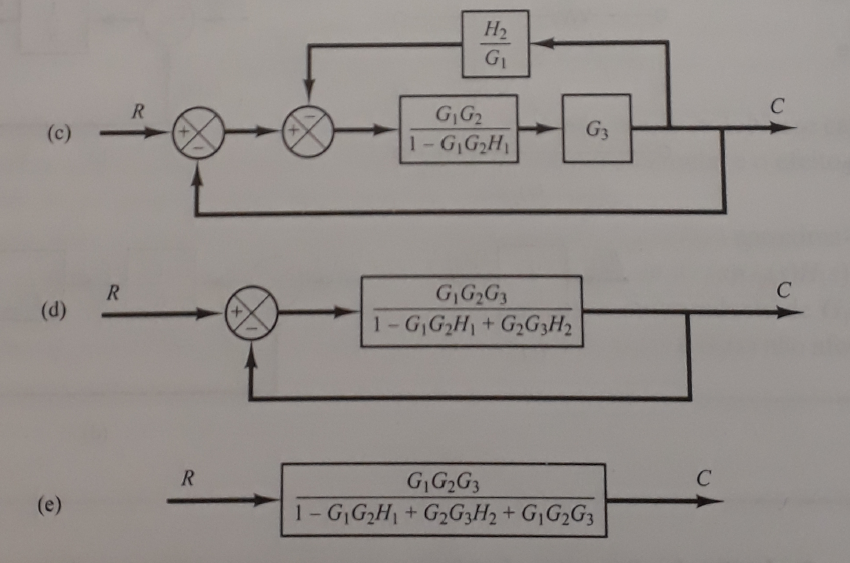 H₂
G₁
(c)
R
+
−
+
−
G₁G₂
1 − G₁G₂H₁
G₃
C
(d)
R
+
−
G₁G₂G₃
1 − G₁G₂H₁ + G₂G₃H₂
C
(e)
R
G₁G₂G₃
1 − G₁G₂H₁ + G₂G₃H₂ + G₁G₂G₃
C